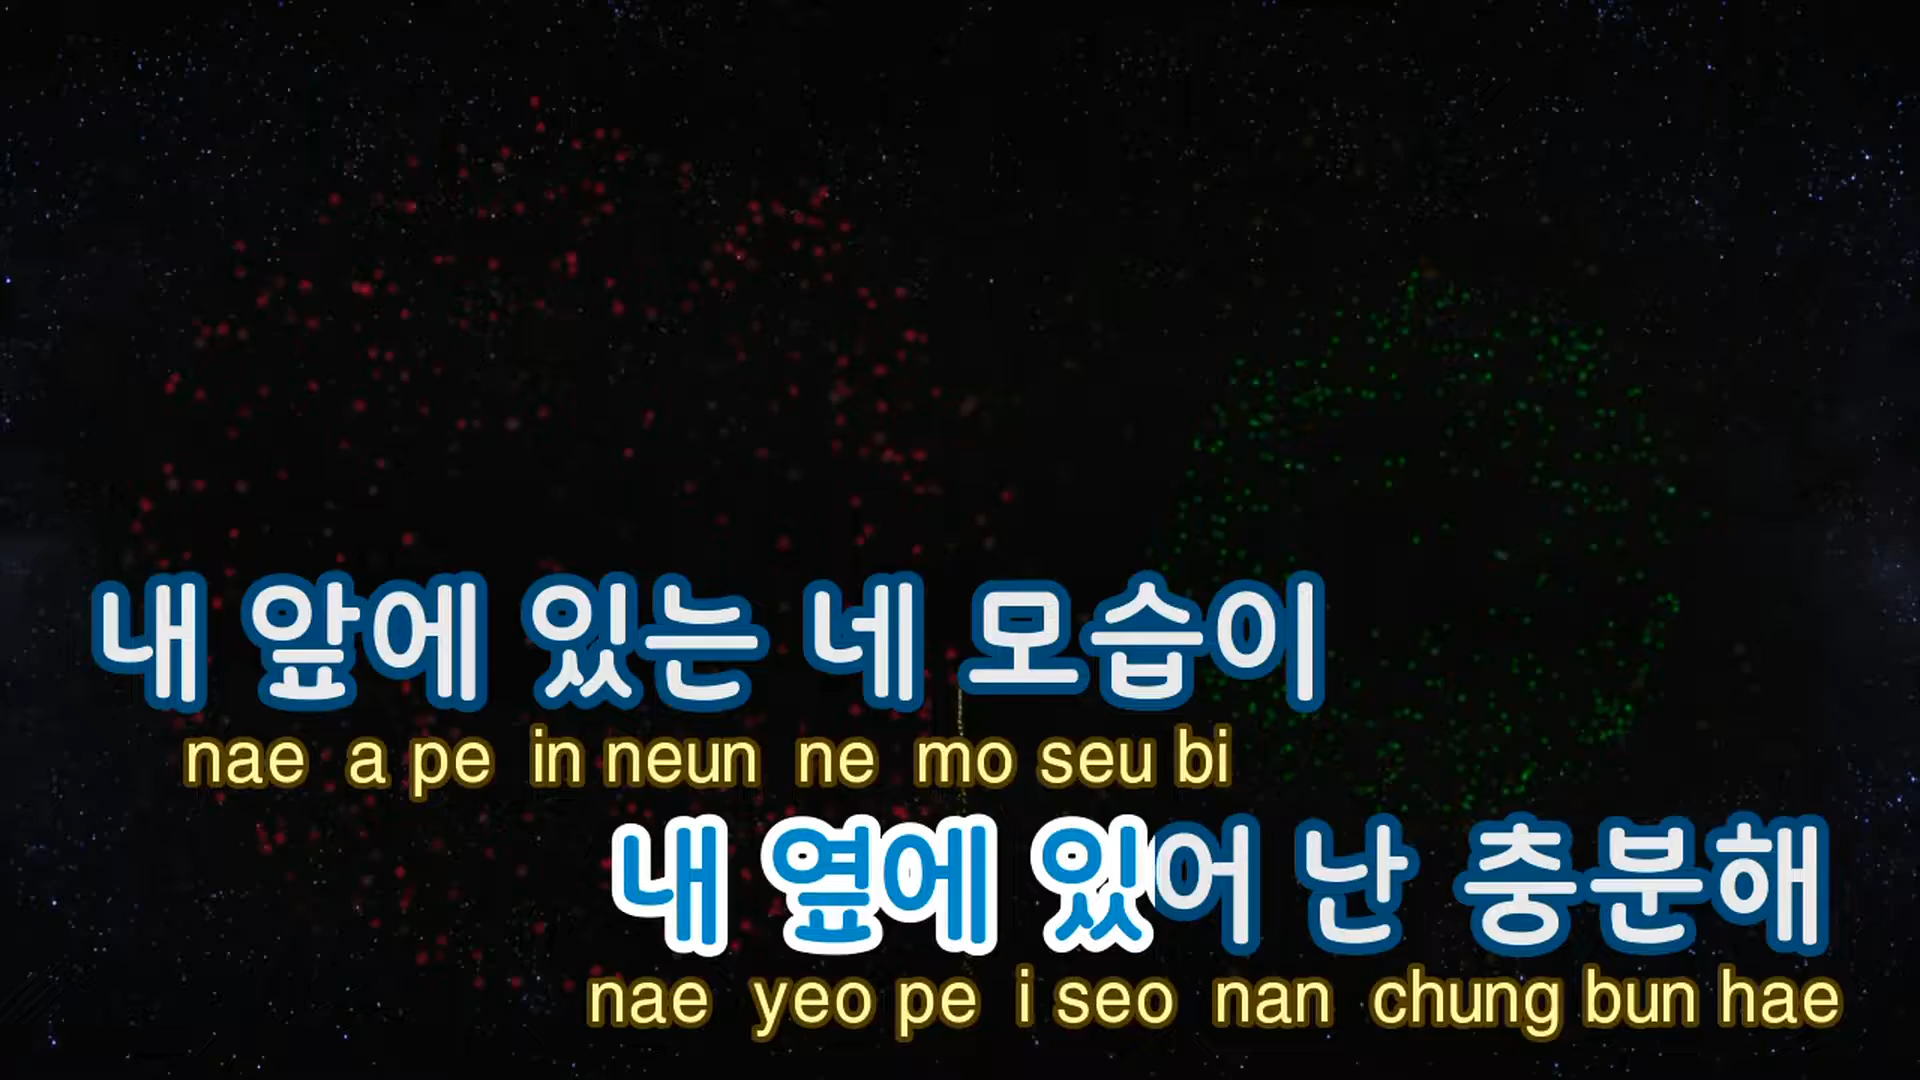 내 앞에 있는 네 모습이
nae a pe in neun ne mo seu bi
내 옆에 있어 난 충분해
nae yeo pe i seo nan chung bun hae